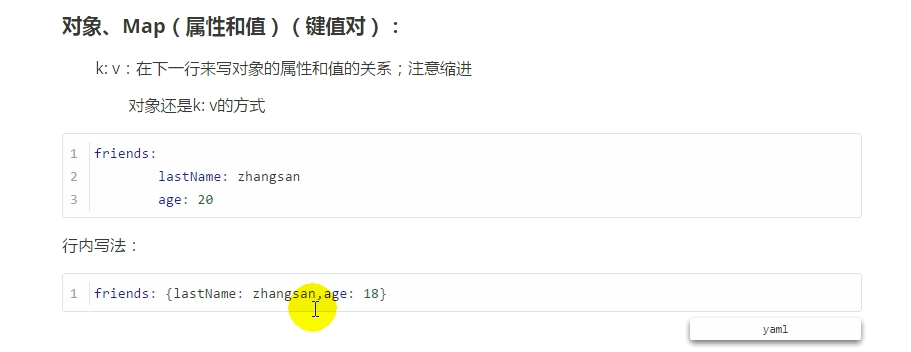 对象、Map（属性和值）（键值对）：
k: v：在下一行来写对象的属性和值的关系；注意缩进
对象还是k: v的方式
1 friends:
2 lastName: zhangsan
3 age: 20
行内写法：
1 friends: {lastName: zhangsan,age: 18}
yaml